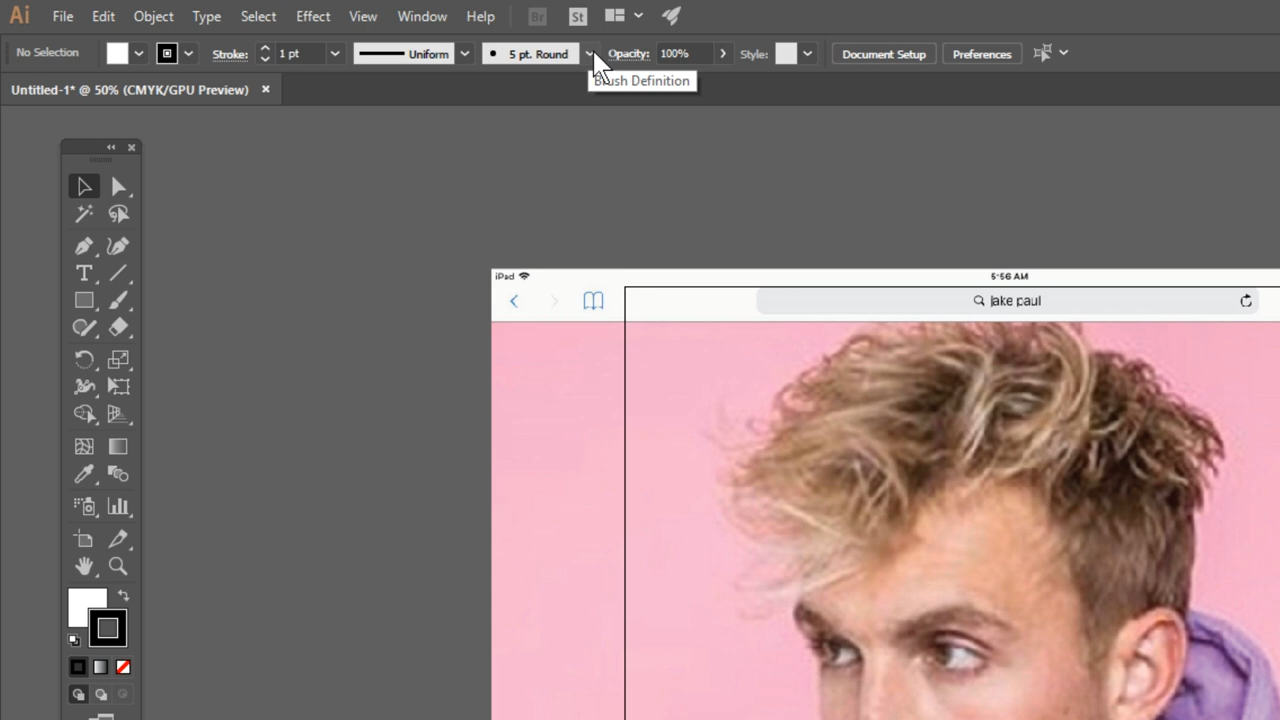 Ai File Edit Object Type Select Effect View Window Help Br St
No Selection Stroke: 1 pt Uniform 5 pt. Round Opacity: 100% Style: Document Setup Preferences
Brush Definition
Untitled-1* @ 50% (CMYK/GPU Preview) ×
iPad 5:56 AM
jake paul